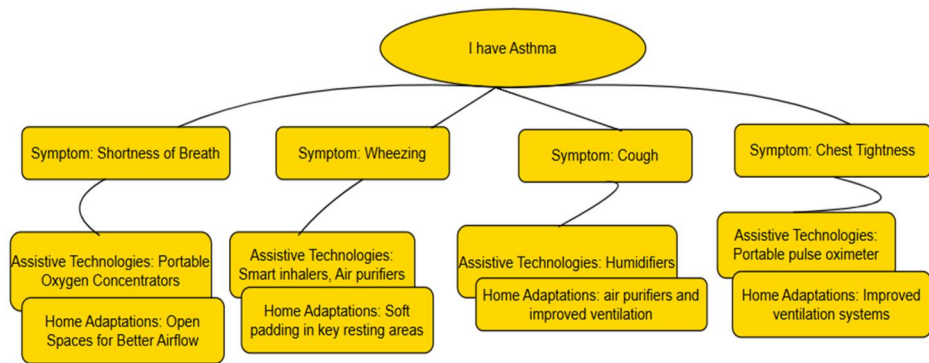 I have Asthma
Symptom: Shortness of Breath
Symptom: Wheezing
Symptom: Cough
Symptom: Chest Tightness
Assistive Technologies: Portable
Oxygen Concentrators
Home Adaptations: Open
Spaces for Better Airflow
Assistive Technologies:
Smart inhalers, Air purifiers
Home Adaptations: Soft
padding in key resting areas
Assistive Technologies: Humidifiers
Home Adaptations: air purifiers and
improved ventilation
Assistive Technologies:
Portable pulse oximeter
Home Adaptations: Improved
ventilation systems